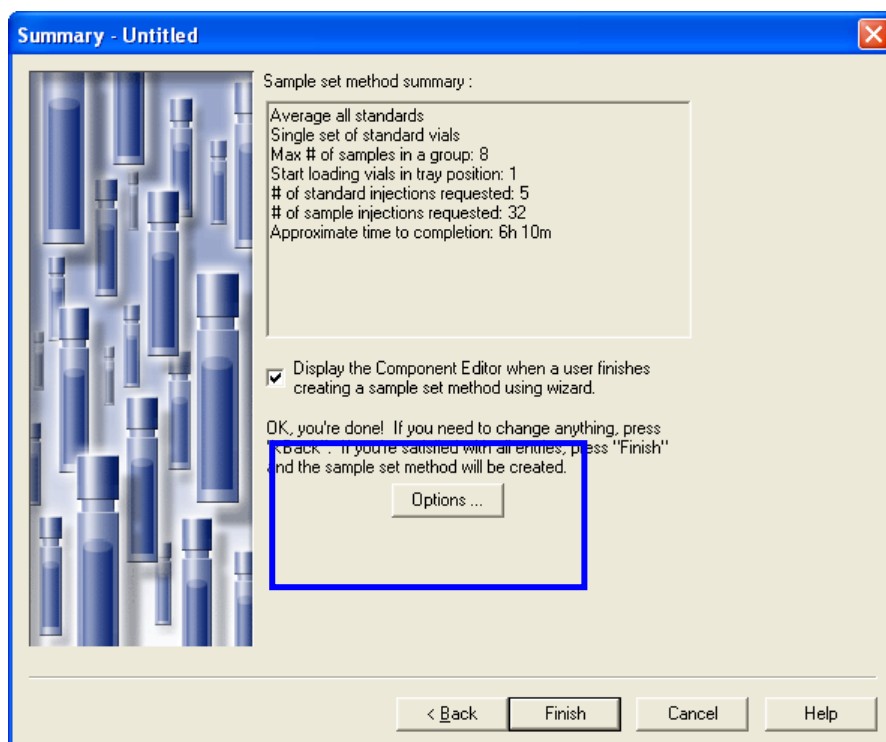 Summary - Untitled
Sample set method summary :
Average all standards
Single set of standard vials
Max # of samples in a group: 8
Start loading vials in tray position: 1
# of standard injections requested: 5
# of sample injections requested: 32
Approximate time to completion: 6h 10m
Display the Component Editor when a user finishes
creating a sample set method using wizard.
OK, you're done! If you need to change anything, press
"<Back". If you're satisfied with all entries, press "Finish"
and the sample set method will be created.
Options ...
< Back Finish Cancel Help